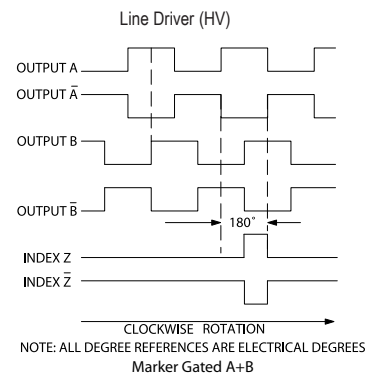 Line Driver (HV)
OUTPUT A
OUTPUT A̅
OUTPUT B
OUTPUT B̅
180°
INDEX Z
INDEX Z̅
CLOCKWISE ROTATION
NOTE: ALL DEGREE REFERENCES ARE ELECTRICAL DEGREES
Marker Gated A+B